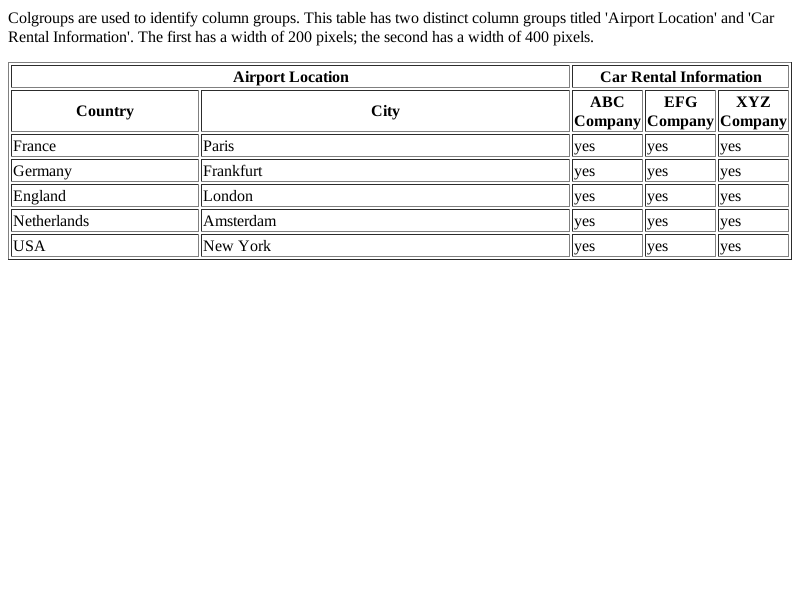 Colgroups are used to identify column groups. This table has two distinct column groups titled 'Airport Location' and 'Car
Rental Information'. The first has a width of 200 pixels; the second has a width of 400 pixels.
Airport Location Car Rental Information
Country City ABC Company EFG Company XYZ Company
France Paris yes yes yes
Germany Frankfurt yes yes yes
England London yes yes yes
Netherlands Amsterdam yes yes yes
USA New York yes yes yes